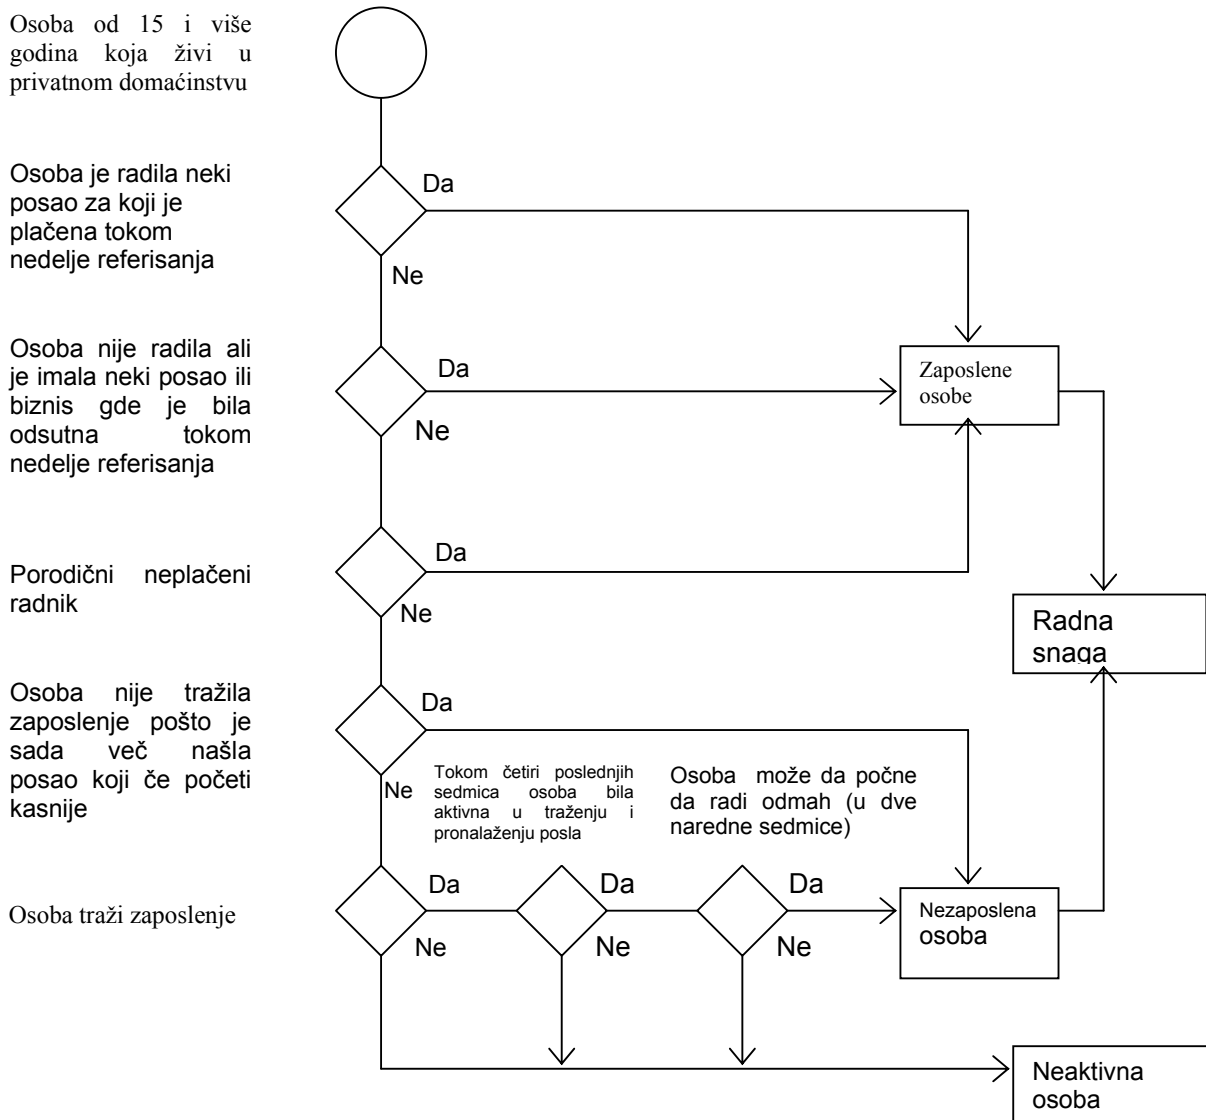 Osoba od 15 i više
godina koja živi u
privatnom domaćinstvu
Osoba je radila neki
posao za koji je
plačena tokom
nedelje referisanja
Da
Ne
Osoba nije radila ali
je imala neki posao ili
biznis gde je bila
odsutna tokom
nedelje referisanja
Da
Ne
Zaposlene
osobe
Porodični neplačeni
radnik
Da
Ne
Radna
snaga
Osoba nije tražila
zaposlenje pošto je
sada več našla
posao koji če početi
kasnije
Da
Ne
Tokom četiri poslednjih
sedmica osoba bila
aktivna u traženju i
pronalaženju posla
Osoba može da počne
da radi odmah (u dve
naredne sedmice)
Osoba traži zaposlenje
Da
Ne
Da
Ne
Da
Ne
Nezaposlena
osoba
Neaktivna
osoba